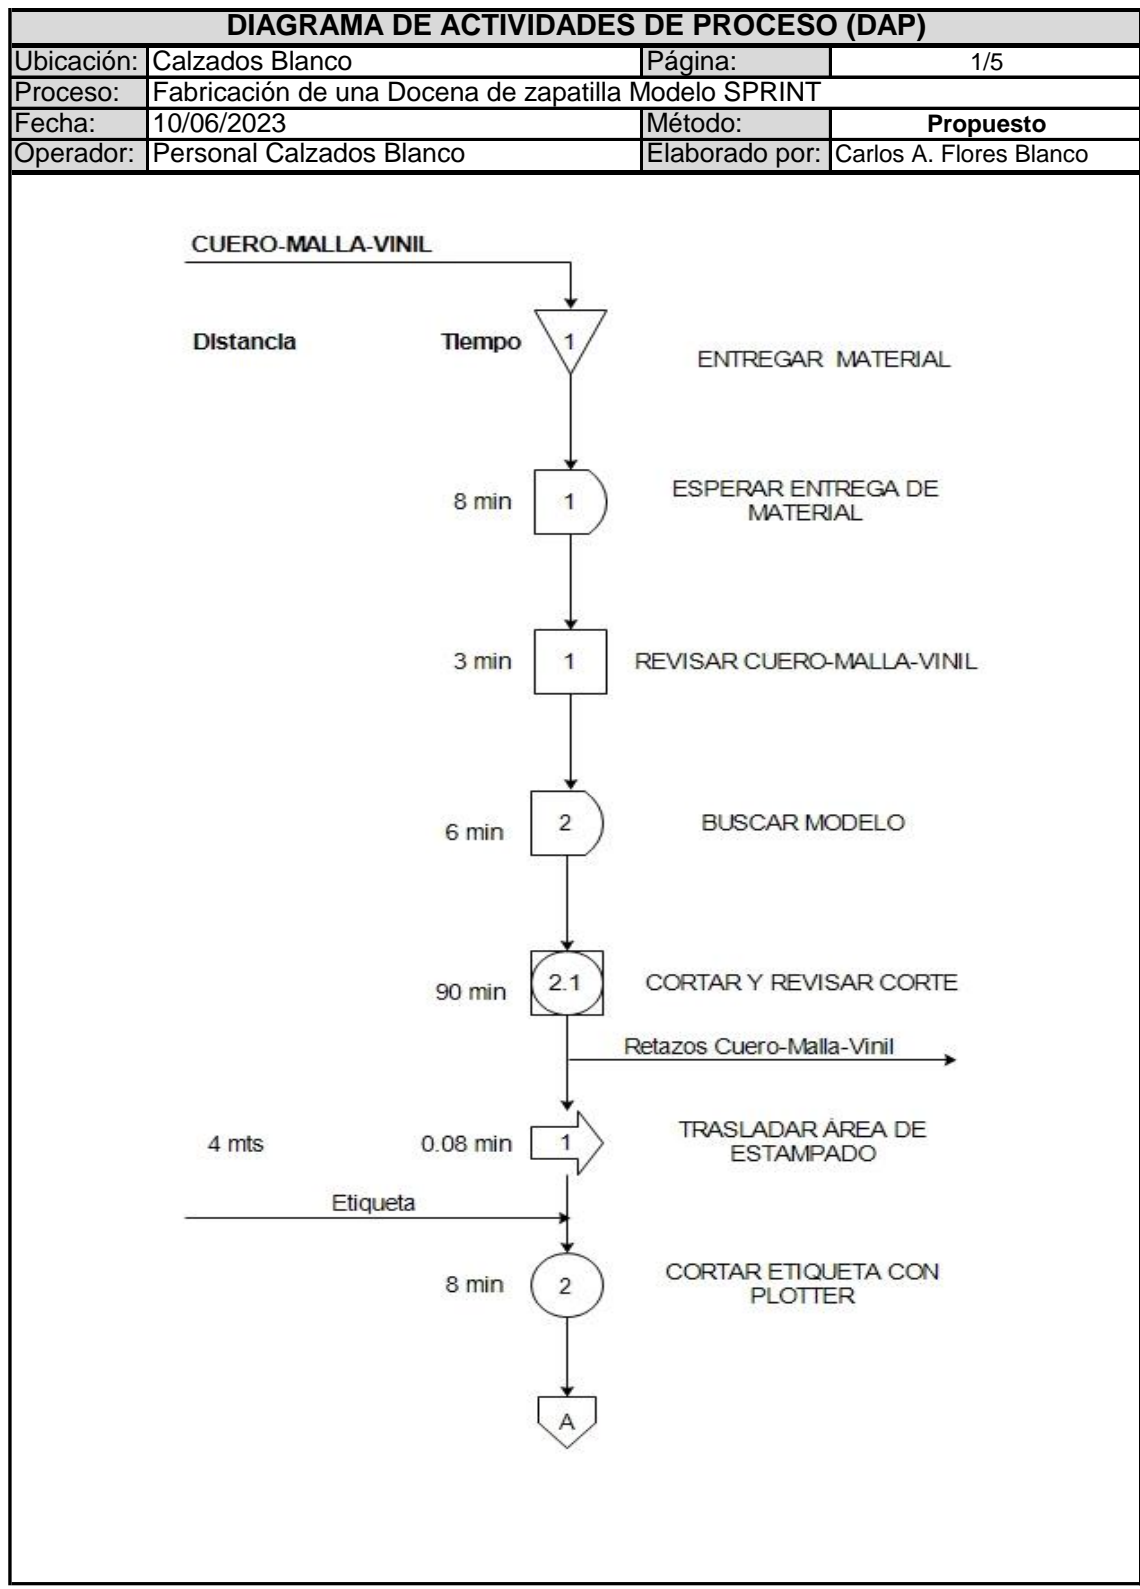 DIAGRAMA DE ACTIVIDADES DE PROCESO (DAP)
Ubicación: Calzados Blanco Página: 1/5
Proceso: Fabricación de una Docena de zapatilla Modelo SPRINT
Fecha: 10/06/2023 Método: Propuesto
Operador: Personal Calzados Blanco Elaborado por: Carlos A. Flores Blanco
CUERO-MALLA-VINIL
Distancia Tiempo 1
ENTREGAR MATERIAL
8 min 1 ESPERAR ENTREGA DE
MATERIAL
3 min 1 REVISAR CUERO-MALLA-VINIL
6 min 2 BUSCAR MODELO
90 min 2.1 CORTAR Y REVISAR CORTE
Retazos Cuero-Malla-Vinil
4 mts 0.08 min 1 TRASLADAR ÁREA DE
ESTAMPADO
Etiqueta
8 min 2 CORTAR ETIQUETA CON
PLOTTER
A